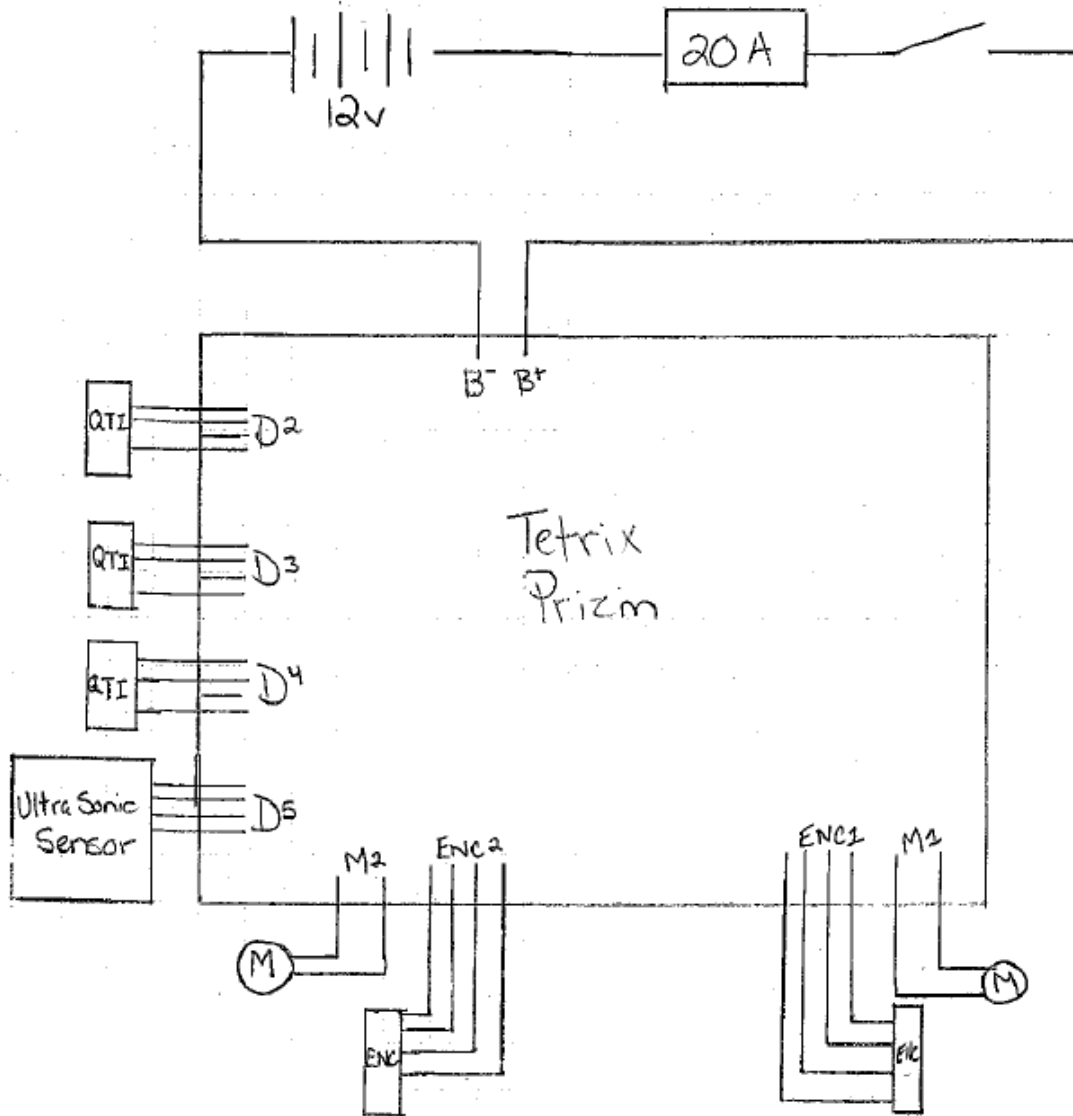 20 A
12v
B- B+
QTI
D2
QTI
D3
Tetrix
Prizm
QTI
D4
Ultra Sonic
Sensor
D5
M2
ENC2
ENC1
M1
M
M
ENC
ENC